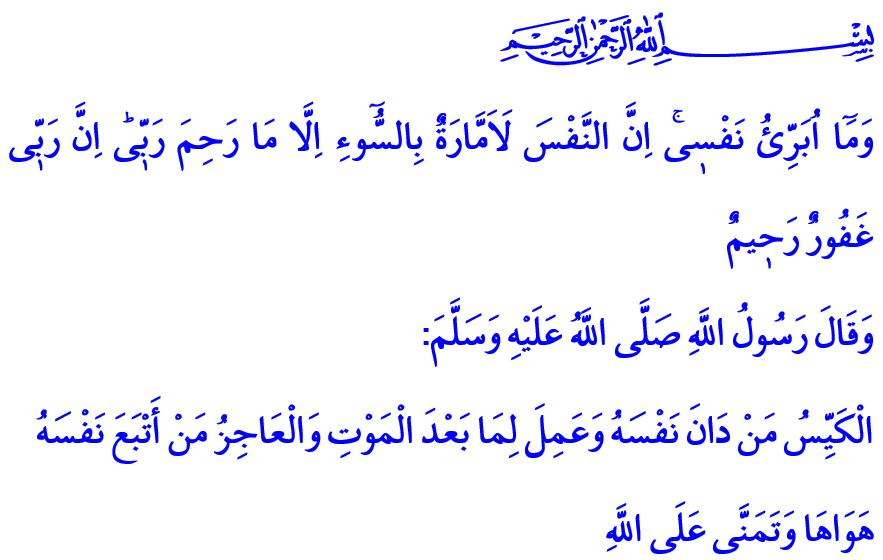 بِسْمِ اللّٰهِ الرَّحْمٰنِ الرَّحِيمِ
وَمَٓا اُبَرِّئُ نَفْسٖيۚ اِنَّ النَّفْسَ لَاَمَّارَةٌ بِالسُّٓوءِ اِلَّا مَا رَحِمَ رَبّٖيؕ اِنَّ رَبّٖي
غَفُورٌ رَحٖيمٌ
وَقَالَ رَسُولُ اللَّهِ صَلَّى اللَّهُ عَلَيْهِ وَسَلَّمَ:
الْكَيِّسُ مَنْ دَانَ نَفْسَهُ وَعَمِلَ لِمَا بَعْدَ الْمَوْتِ وَالْعَاجِزُ مَنْ أَتْبَعَ نَفْسَهُ
هَوَاهَا وَتَمَنَّى عَلَى اللَّهِ